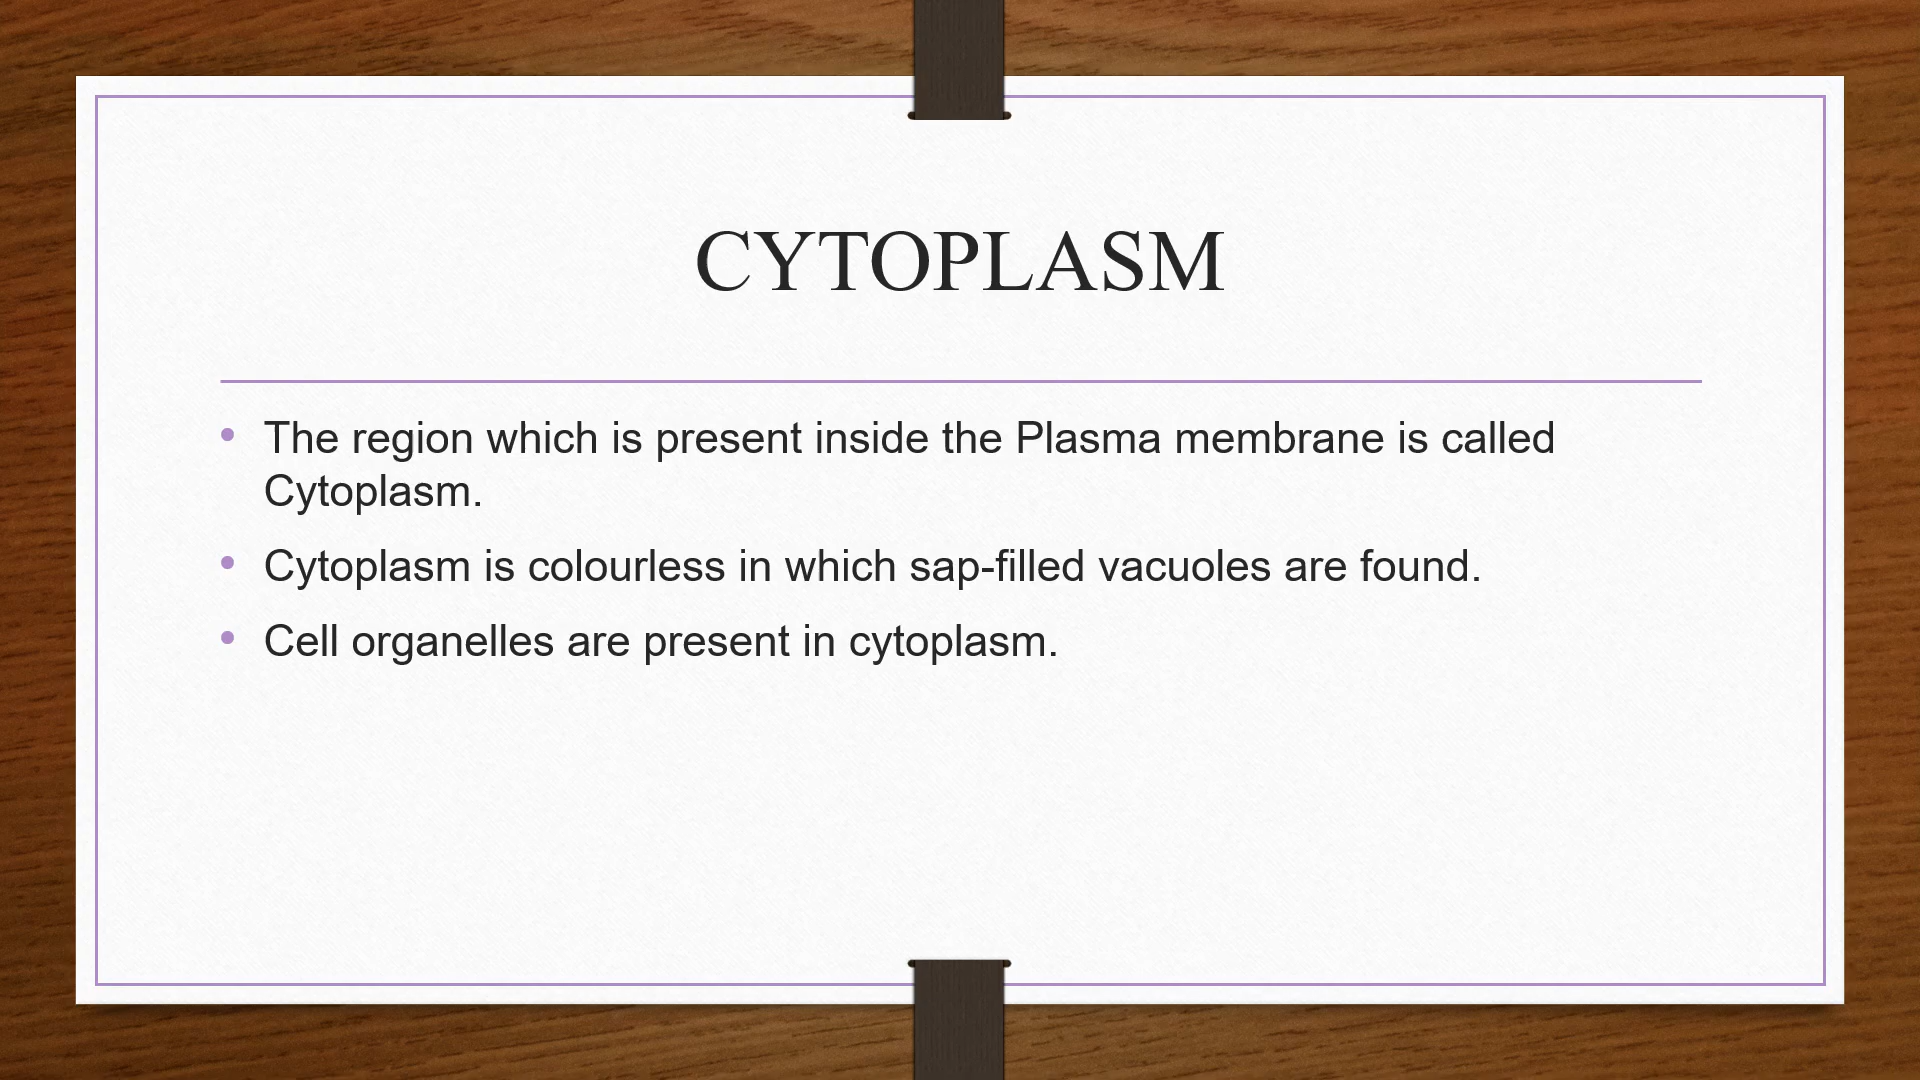 CYTOPLASM
• The region which is present inside the Plasma membrane is called
Cytoplasm.
• Cytoplasm is colourless in which sap-filled vacuoles are found.
• Cell organelles are present in cytoplasm.